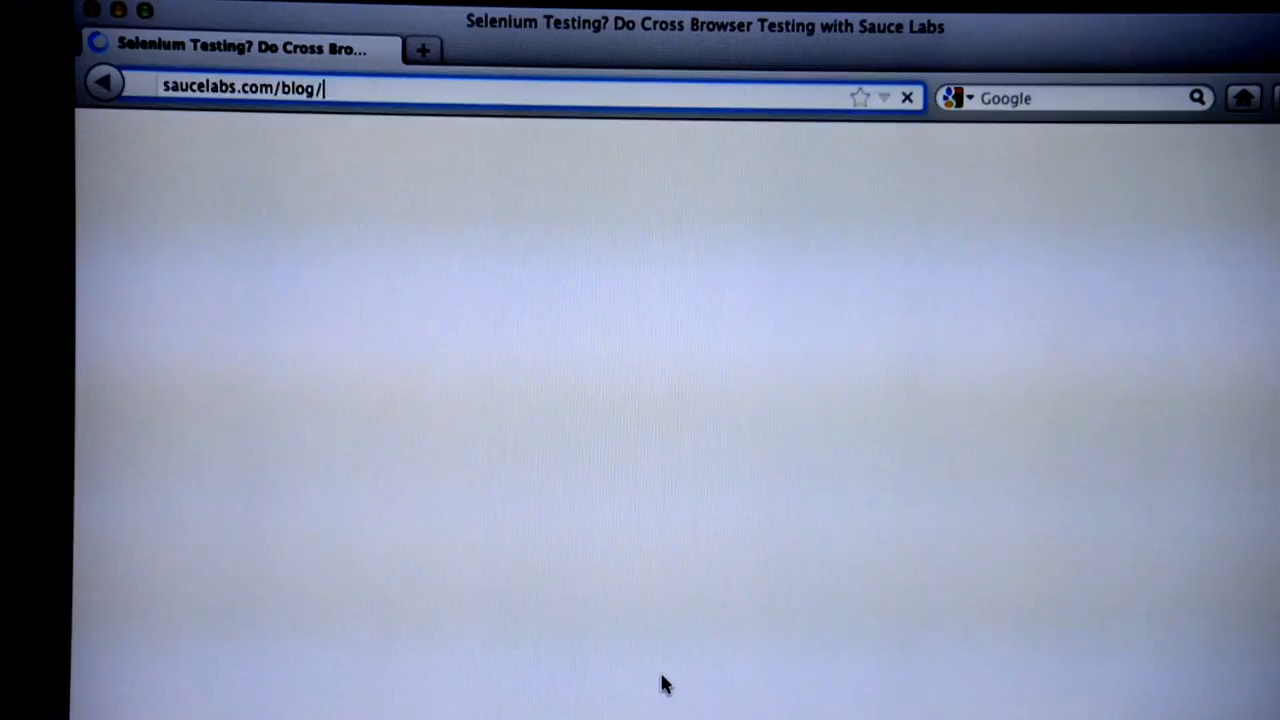 Selenium Testing? Do Cross Browser Testing with Sauce Labs
Selenium Testing? Do Cross Bro...
saucelabs.com/blog/
Google